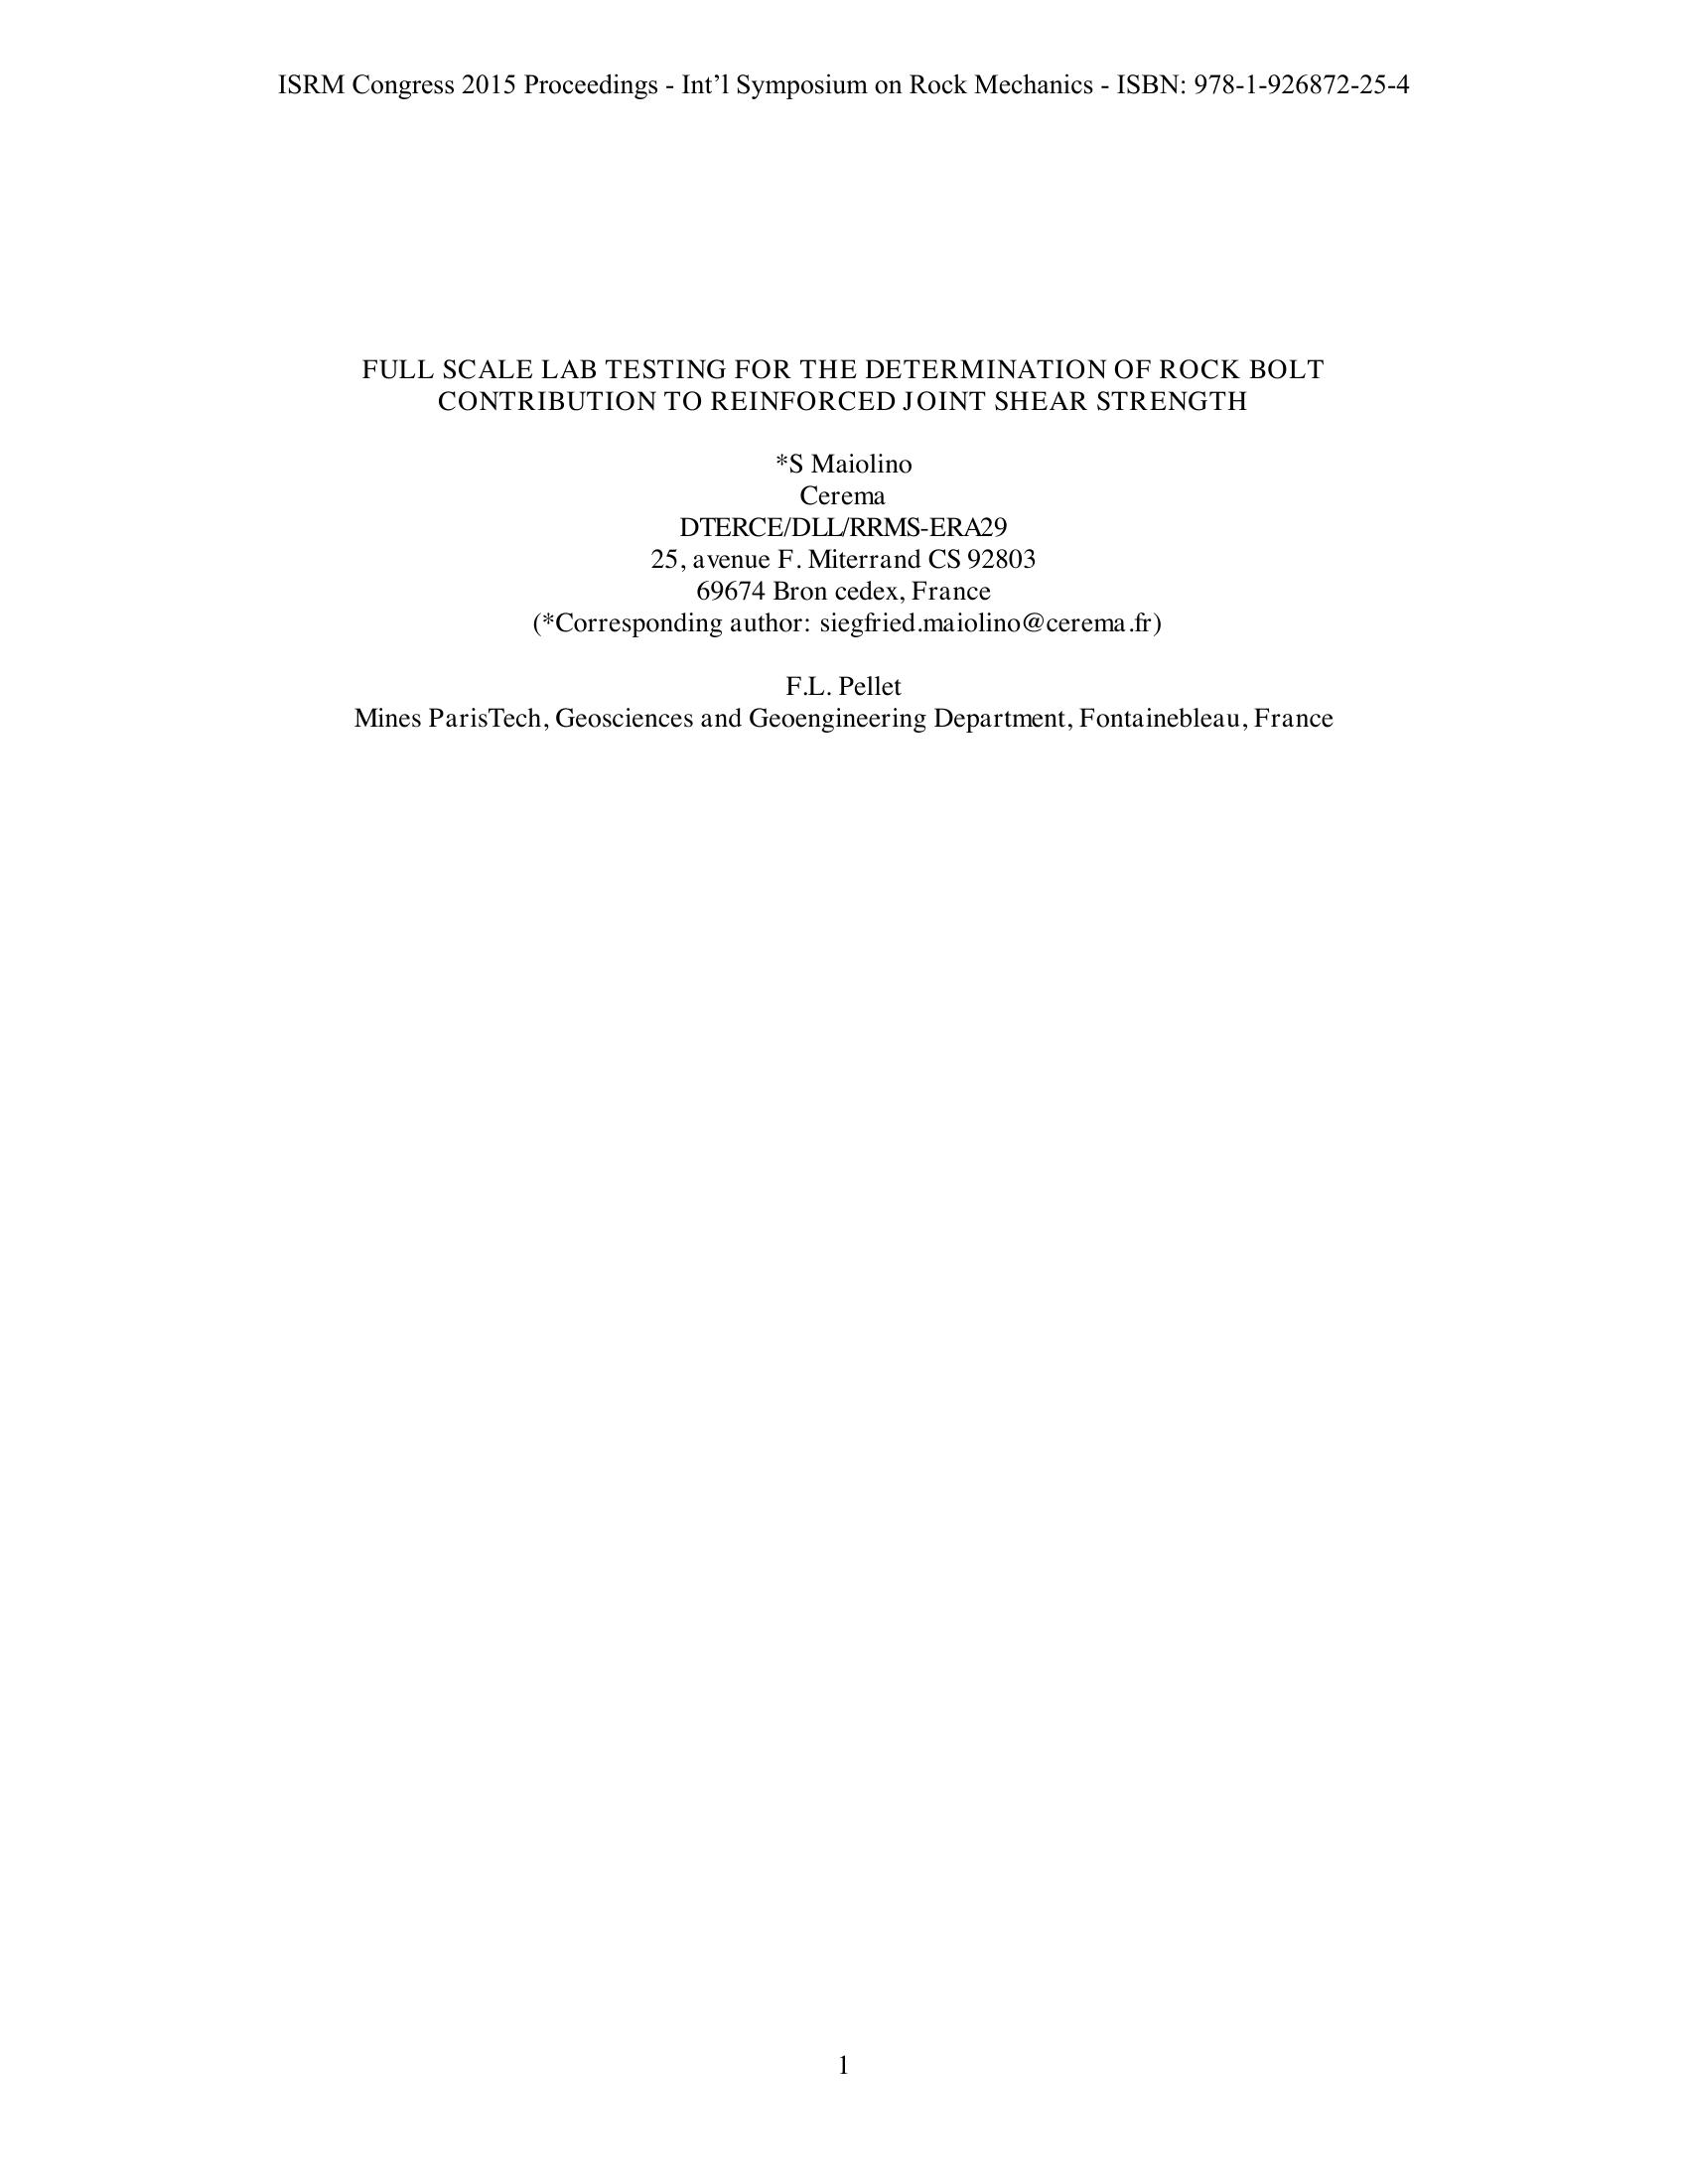 ISRM Congress 2015 Proceedings - Int’l Symposium on Rock Mechanics - ISBN: 978-1-926872-25-4
FULL SCALE LAB TESTING FOR THE DETERMINATION OF ROCK BOLT
CONTRIBUTION TO REINFORCED JOINT SHEAR STRENGTH
*S Maiolino
Cerema
DTERCE/DLL/RRMS-ERA29
25, avenue F. Miterrand CS 92803
69674 Bron cedex, France
(*Corresponding author: siegfried.maiolino@cerema.fr)
F.L. Pellet
Mines ParisTech, Geosciences and Geoengineering Department, Fontainebleau, France
1